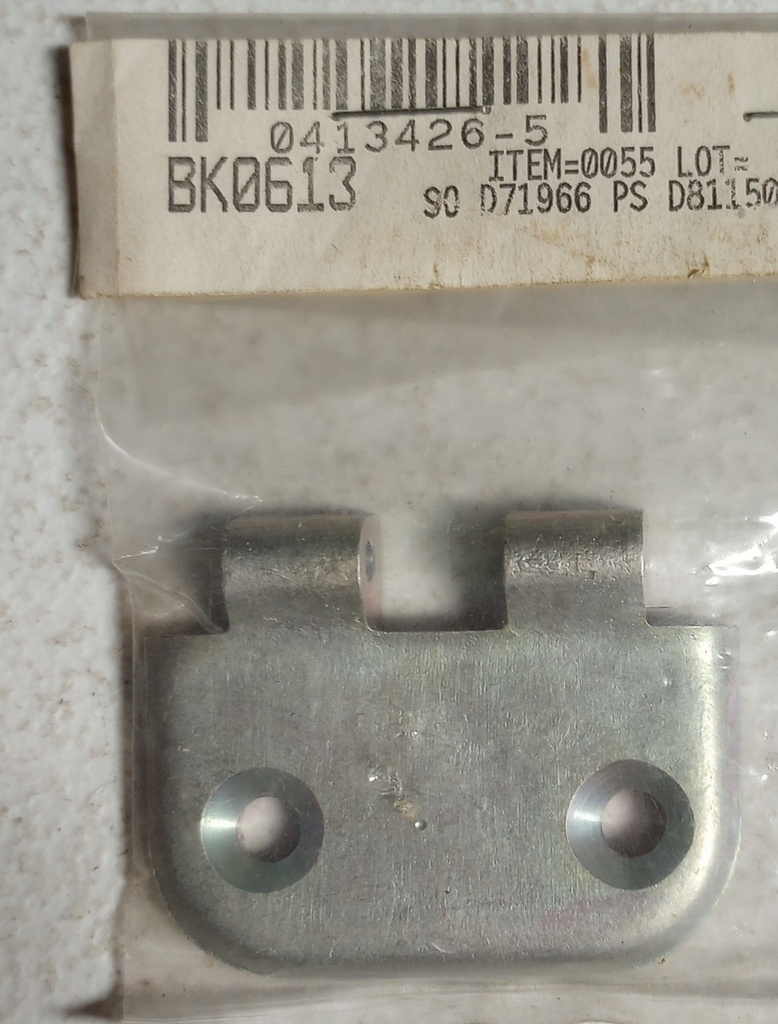 0413426-5
BK0613 ITEM=0055 LOT=
SO D71966 PS D81150